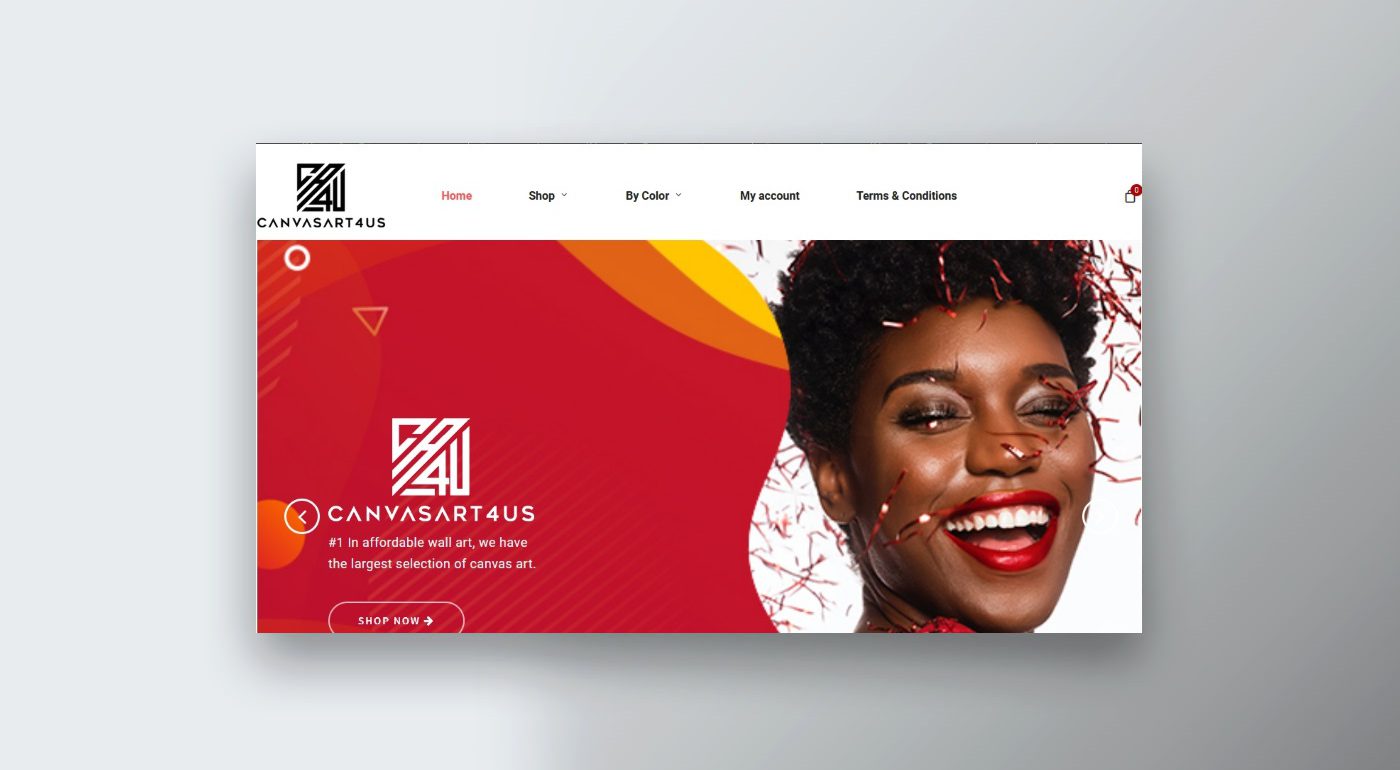 CANVASART4US
Home Shop By Color My account Terms & Conditions 0
CANVASART4US
#1 In affordable wall art, we have
the largest selection of canvas art.
SHOP NOW